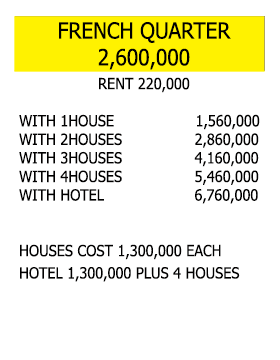 FRENCH QUARTER
2,600,000
RENT 220,000
WITH 1HOUSE 1,560,000
WITH 2HOUSES 2,860,000
WITH 3HOUSES 4,160,000
WITH 4HOUSES 5,460,000
WITH HOTEL 6,760,000
HOUSES COST 1,300,000 EACH
HOTEL 1,300,000 PLUS 4 HOUSES